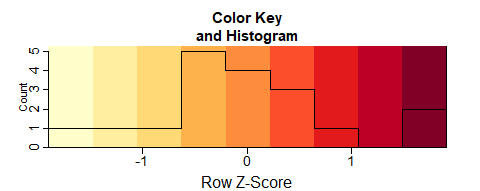 Color Key
and Histogram
Count
0 1 2 3 4 5
-1 0 1
Row Z-Score